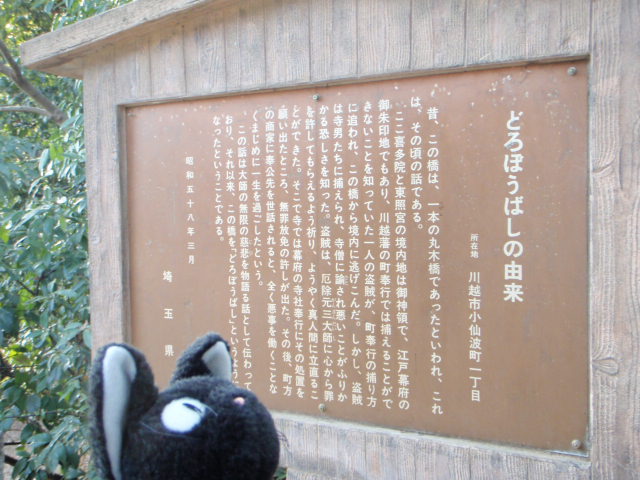 どろぼうばしの由来
所在地 川越市小仙波町一丁目
昔、この橋は、一本の丸木橋であったといわれ、これ
は、その頃の話である。
ここ喜多院と東照宮の境内地は御神領で、江戸幕府の
御朱印地でもあり、川越藩の町奉行では捕えることがで
きないことを知っていた一人の盗賊が、町奉行の捕り方
に追われ、この橋から境内に逃げこんだ。しかし、盗賊
は寺男たちに捕えられ、寺僧に諭され悪いことがふりか
かる恐しさを知った。盗賊は、厄除元三大師に心から罪
を許してもらえるよう祈り、ようやく真人間に立直るこ
とができた。そこで寺では幕府の寺社奉行にその処置を
願い出たところ、無罪放免の許しが出た。その後、町方
の商家に奉公先を世話されると、全く悪事を働くことな
くまじめに一生を過ごしたという。
この話は大師の無限の慈悲を物語る話として伝わって
おり、それ以来、この橋を「どろぼうばし」というように
なったということである。
昭和五十八年三月
埼玉県